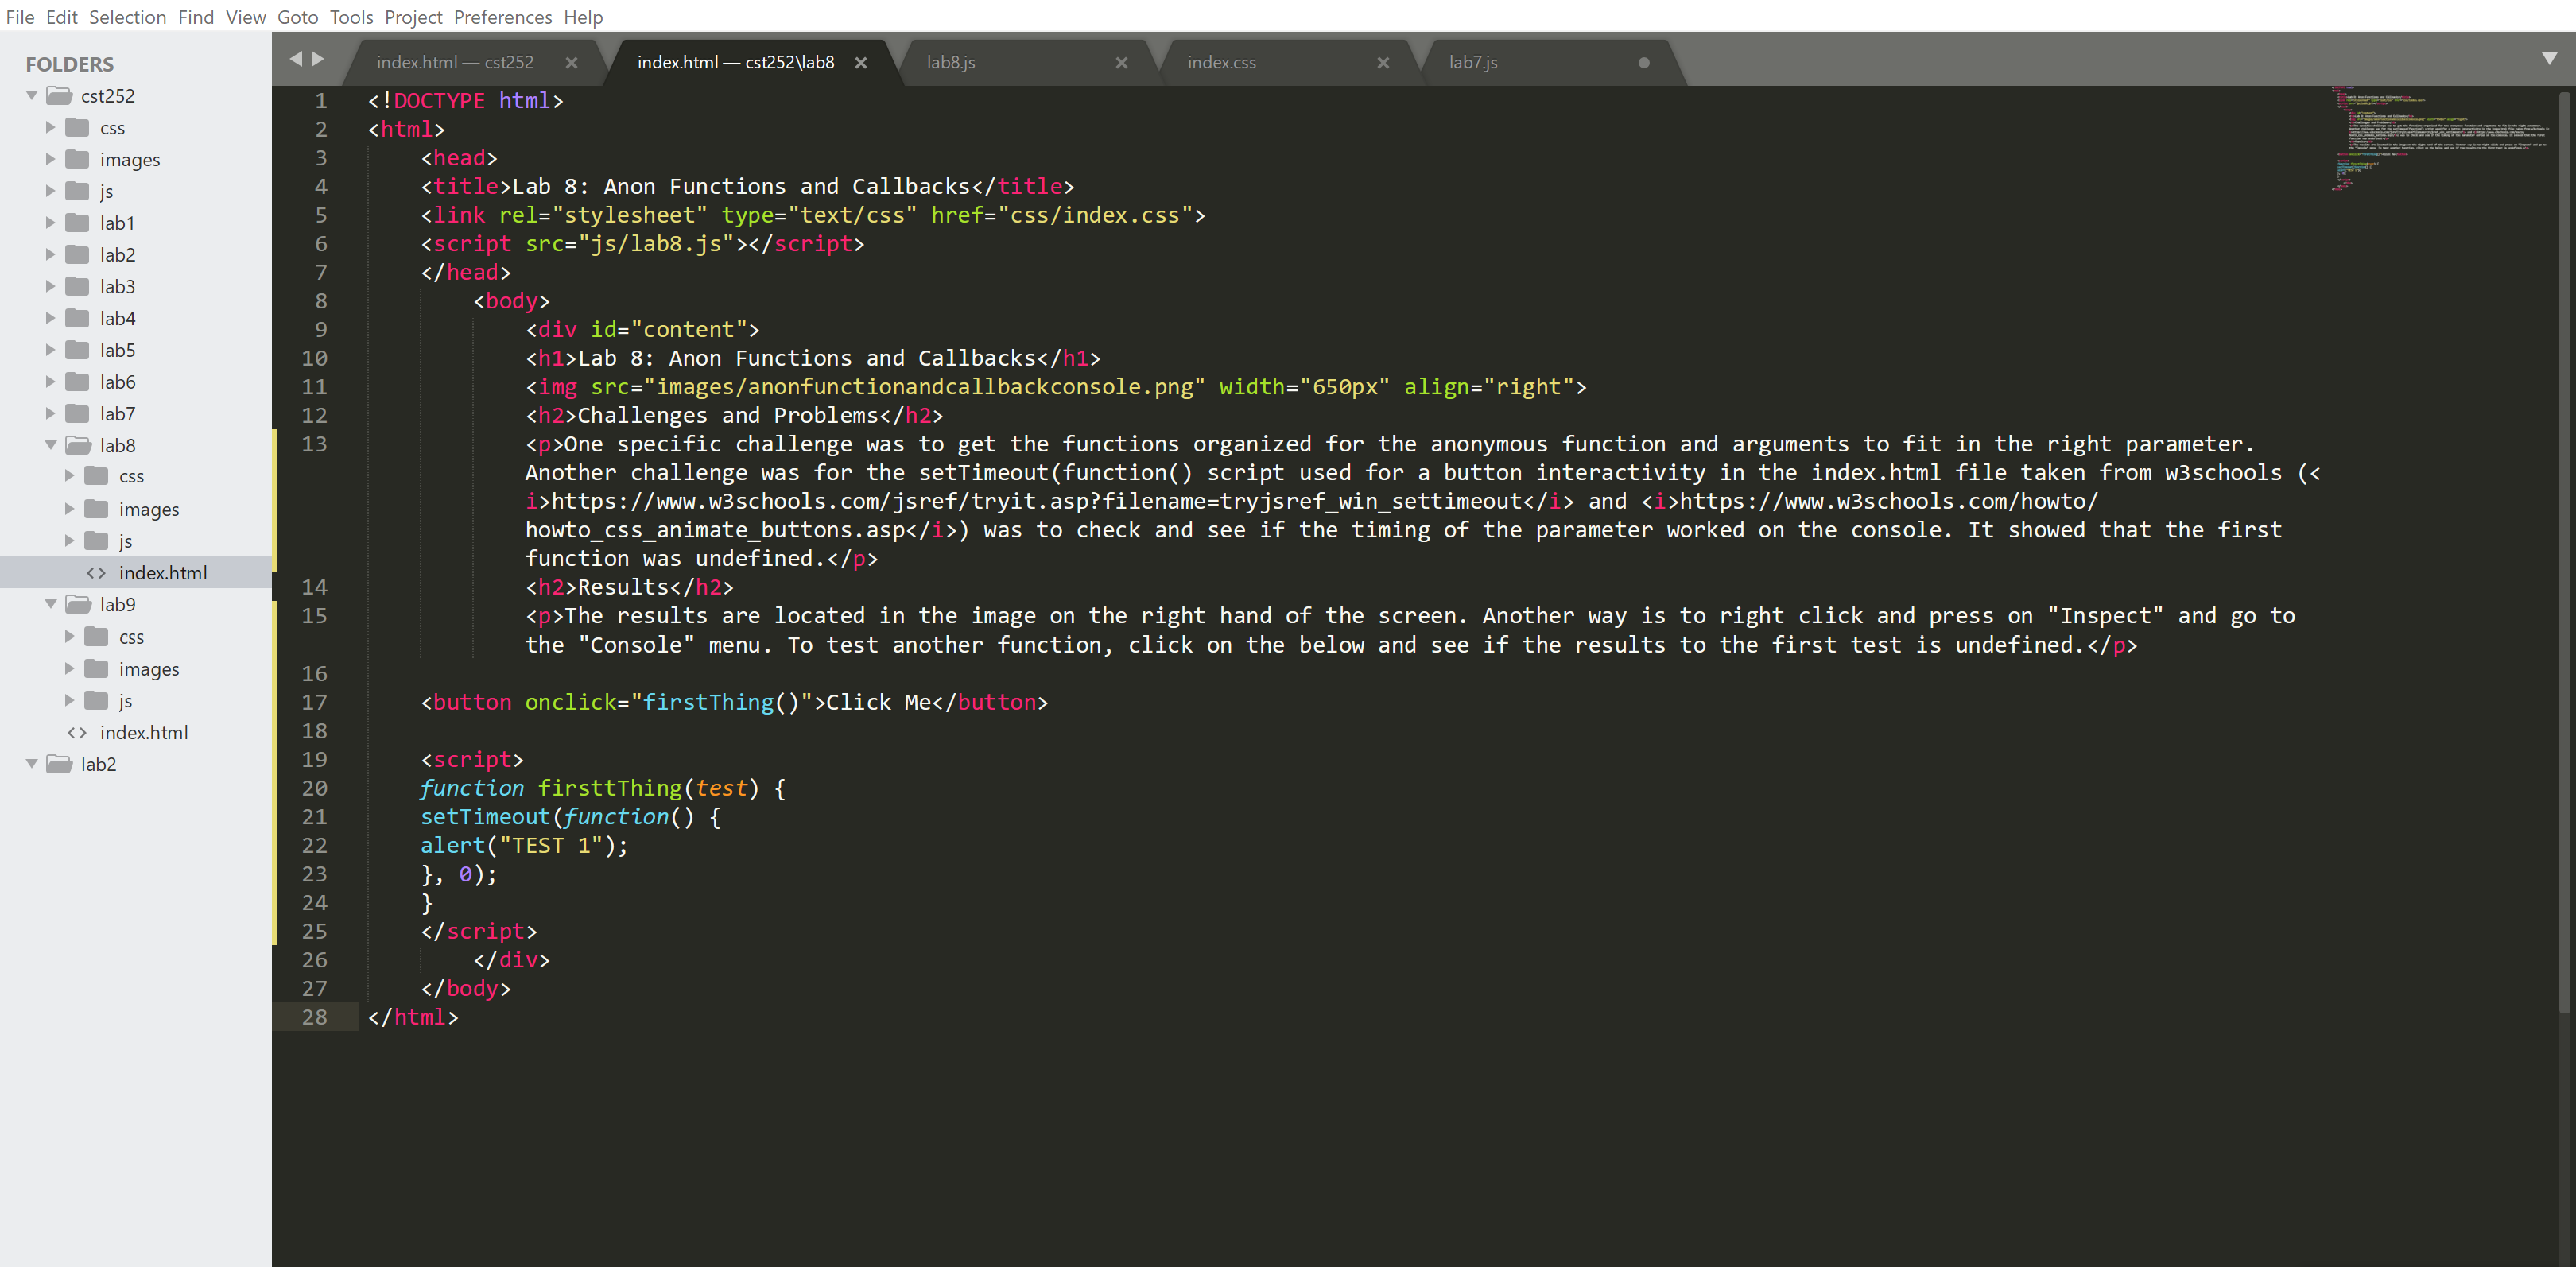 File Edit Selection Find View Goto Tools Project Preferences Help
FOLDERS
cst252
css
images
js
lab1
lab2
lab3
lab4
lab5
lab6
lab7
lab8
css
images
js
index.html
lab9
css
images
js
index.html
lab2
index.html — cst252
index.html — cst252\lab8
lab8.js
index.css
lab7.js
1 <!DOCTYPE html>
2 <html>
3 <head>
4 <title>Lab 8: Anon Functions and Callbacks</title>
5 <link rel="stylesheet" type="text/css" href="css/index.css">
6 <script src="js/lab8.js"></script>
7 </head>
8 <body>
9 <div id="content">
10 <h1>Lab 8: Anon Functions and Callbacks</h1>
11 <img src="images/anonfunctionandcallbackconsole.png" width="650px" align="right">
12 <h2>Challenges and Problems</h2>
13 <p>One specific challenge was to get the functions organized for the anonymous function and arguments to fit in the right parameter.
Another challenge was for the setTimeout(function() script used for a button interactivity in the index.html file taken from w3schools (<
i>https://www.w3schools.com/jsref/tryit.asp?filename=tryjsref_win_settimeout</i> and <i>https://www.w3schools.com/howto/
howto_css_animate_buttons.asp</i>) was to check and see if the timing of the parameter worked on the console. It showed that the first
function was undefined.</p>
14 <h2>Results</h2>
15 <p>The results are located in the image on the right hand of the screen. Another way is to right click and press on "Inspect" and go to
the "Console" menu. To test another function, click on the below and see if the results to the first test is undefined.</p>
16
17 <button onclick="firstThing()">Click Me</button>
18
19 <script>
20 function firsttThing(test) {
21 setTimeout(function() {
22 alert("TEST 1");
23 }, 0);
24 }
25 </script>
26 </div>
27 </body>
28 </html>